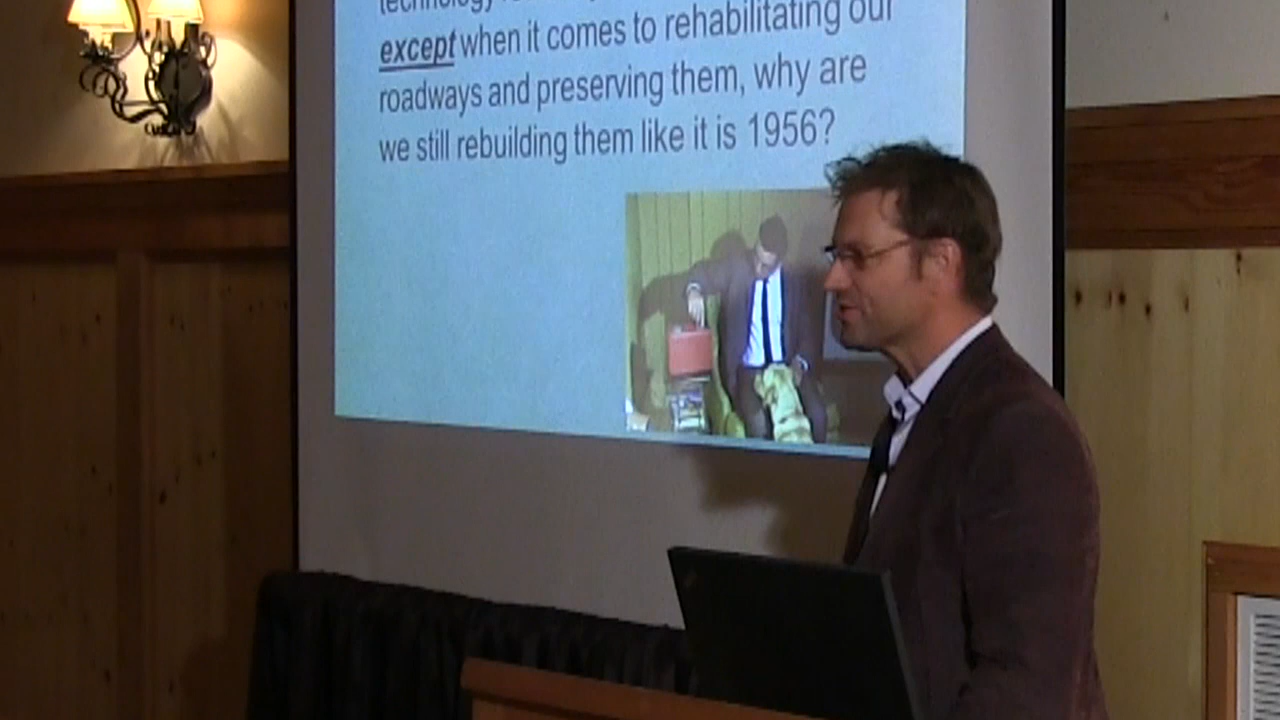 technology
except when it comes to rehabilitating our
roadways and preserving them, why are
we still rebuilding them like it is 1956?